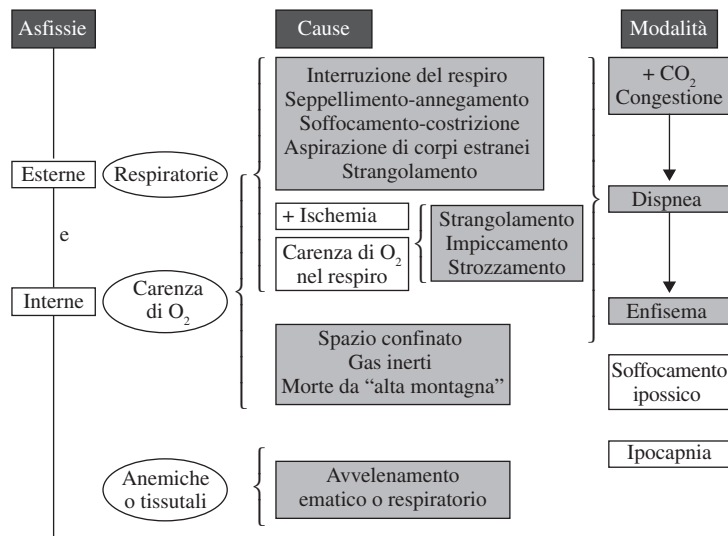 Asfissie
Cause
Modalità
Esterne
e
Interne
Respiratorie
Carenza
di O2
Anemiche
o tissutali
Interruzione del respiro
Seppellimento-annegamento
Soffocamento-costrizione
Aspirazione di corpi estranei
Strangolamento
+ Ischemia
Carenza di O2
nel respiro
Strangolamento
Impiccamento
Strozzamento
Spazio confinato
Gas inerti
Morte da “alta montagna”
Avvelenamento
ematico o respiratorio
+ CO2
Congestione
Dispnea
Enfisema
Soffocamento
ipossico
Ipocapnia